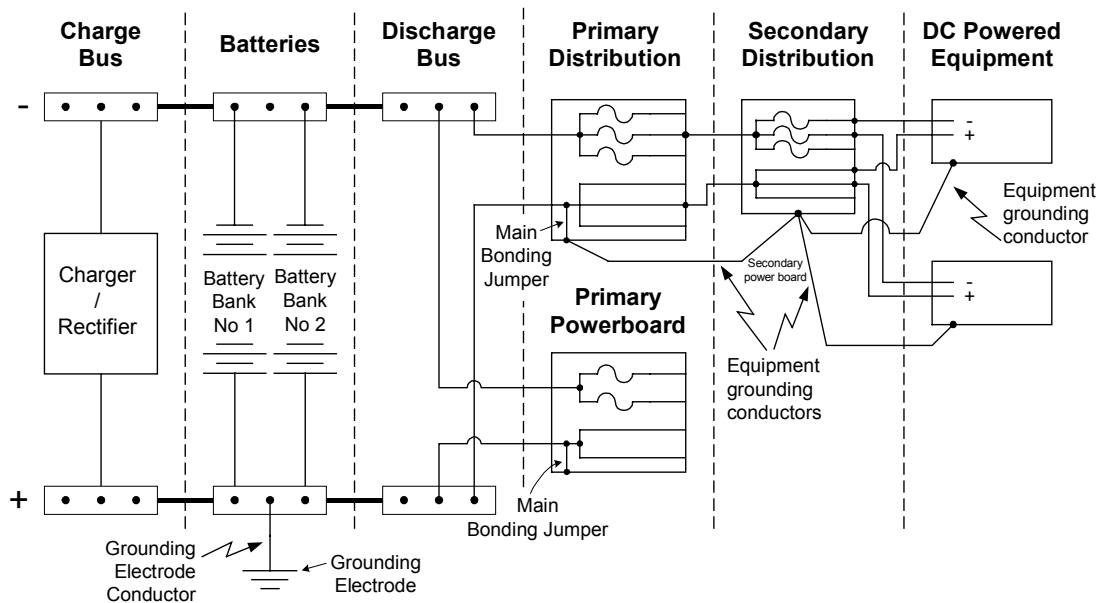 Charge
Bus
Batteries
Discharge
Bus
Primary
Distribution
Secondary
Distribution
DC Powered
Equipment
-
-
+
Equipment
grounding
conductor
Main
Bonding
Jumper
Secondary
power board
Charger
/
Rectifier
Battery
Bank
No 1
Battery
Bank
No 2
-
+
Primary
Powerboard
Equipment
grounding
conductors
+
Main
Bonding Jumper
Grounding
Electrode
Conductor
Grounding
Electrode